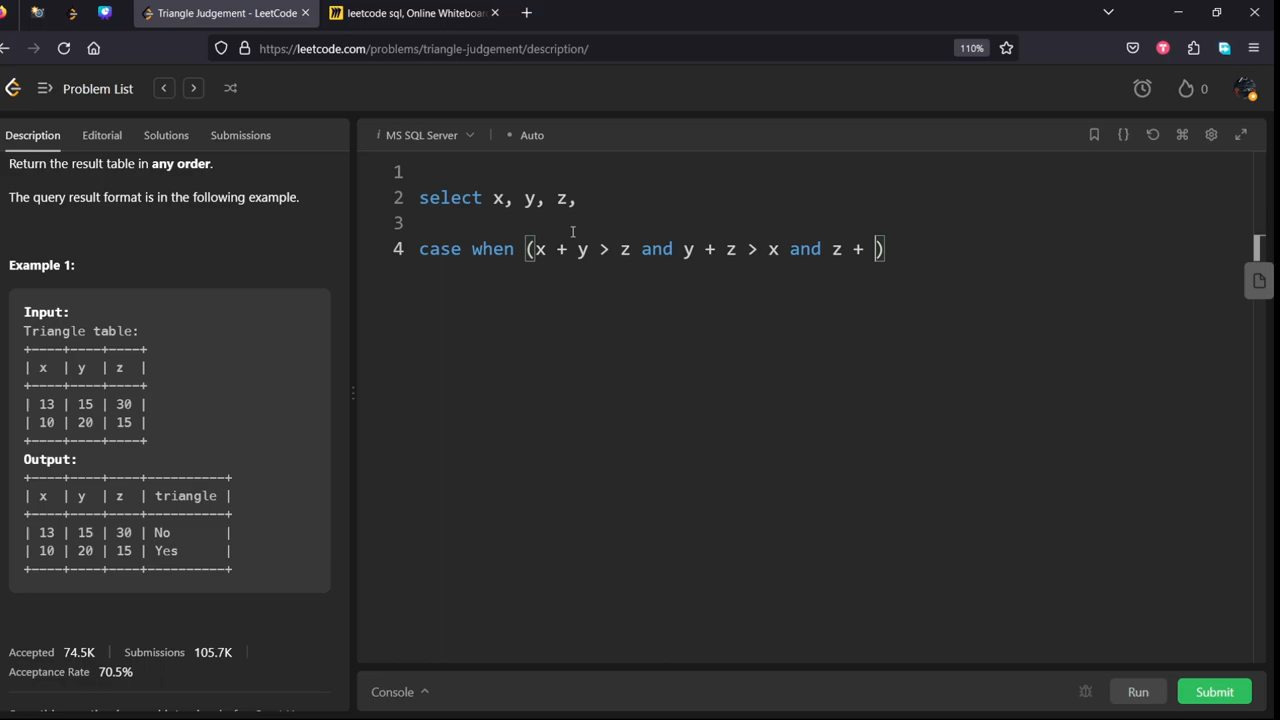 Triangle Judgement - LeetCode
leetcode sql, Online Whiteboard
https://leetcode.com/problems/triangle-judgement/description/
110%
Problem List
0
Description
Editorial
Solutions
Submissions
MS SQL Server
Auto
Return the result table in any order.
The query result format is in the following example.
Example 1:
Input:
Triangle table:
+----+----+----+
| x  | y  | z  |
+----+----+----+
| 13 | 15 | 30 |
| 10 | 20 | 15 |
+----+----+----+
Output:
+----+----+----+----------+
| x  | y  | z  | triangle |
+----+----+----+----------+
| 13 | 15 | 30 | No       |
| 10 | 20 | 15 | Yes      |
+----+----+----+----------+
Accepted 74.5K | Submissions 105.7K |
Acceptance Rate 70.5%
1
2 select x, y, z,
3
4 case when (x + y > z and y + z > x and z + )
Console
Run
Submit